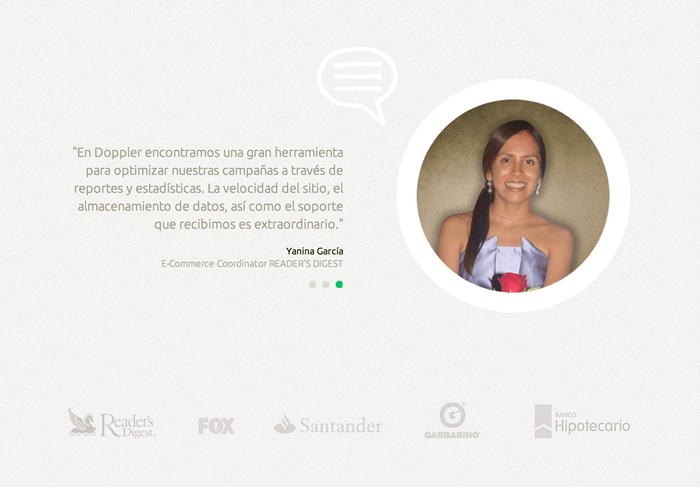 "En Doppler encontramos una gran herramienta
para optimizar nuestras campañas a través de
reportes y estadísticas. La velocidad del sitio, el
almacenamiento de datos, así como el soporte
que recibimos es extraordinario."
Yanina García
E-Commerce Coordinator READER'S DIGEST
Reader's
Digest.
FOX
Santander
G
GARBARINO
BANCO
Hipotecario